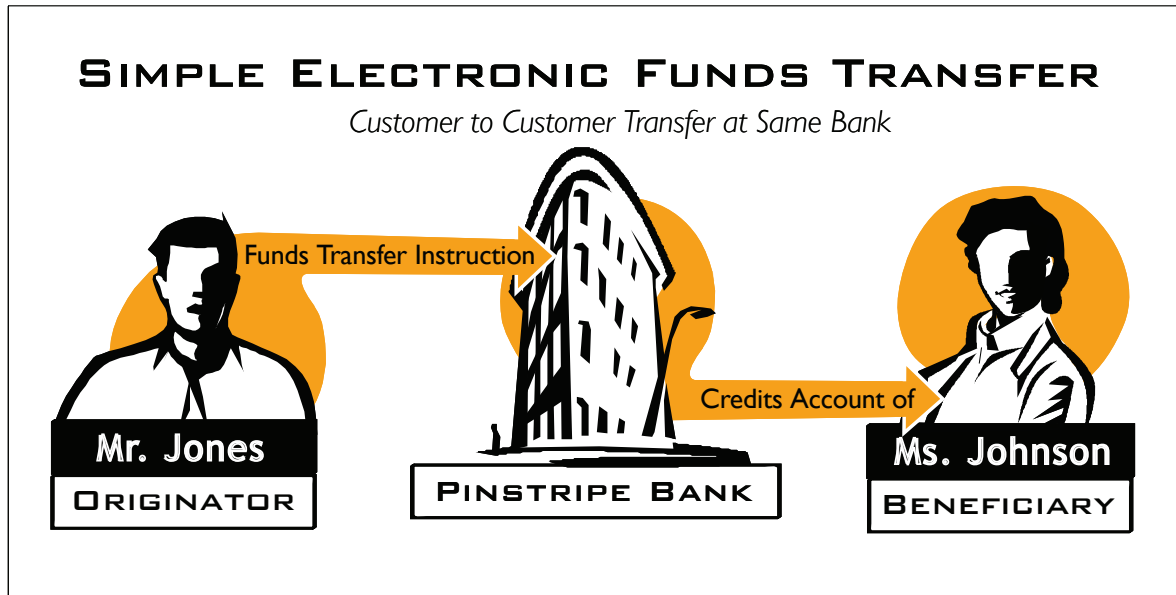 SIMPLE ELECTRONIC FUNDS TRANSFER
Customer to Customer Transfer at Same Bank
Funds Transfer Instruction
Credits Account of
Mr. Jones
ORIGINATOR
PINSTRIPE BANK
Ms. Johnson
BENEFICIARY